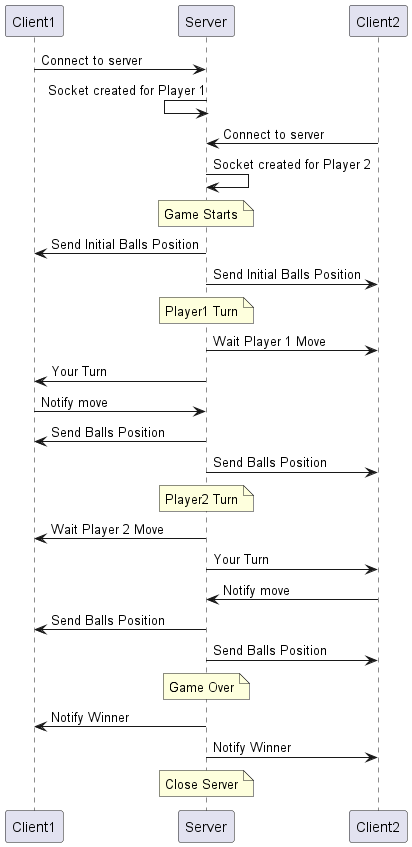 Client1
Server
Client2
Connect to server
Socket created for Player 1
Connect to server
Socket created for Player 2
Game Starts
Send Initial Balls Position
Send Initial Balls Position
Player1 Turn
Wait Player 1 Move
Your Turn
Notify move
Send Balls Position
Send Balls Position
Player2 Turn
Wait Player 2 Move
Your Turn
Notify move
Send Balls Position
Send Balls Position
Game Over
Notify Winner
Notify Winner
Close Server
Client1
Server
Client2